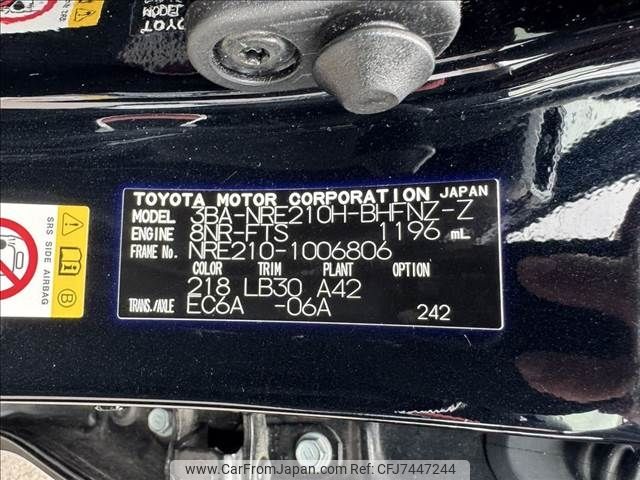 TOYOTA MOTOR CORPORATION JAPAN
MODEL 3BA-NRE210H-BHFNZ-Z
ENGINE 8NR-FTS 1196 mL
FRAME No. NRE210-1006806
COLOR TRIM PLANT OPTION
218 LB30 A42
TRANS./AXLE EC6A -06A 242
SRS SIDE AIRBAG
B
www.CarFromJapan.com - ID:CFJ7447244